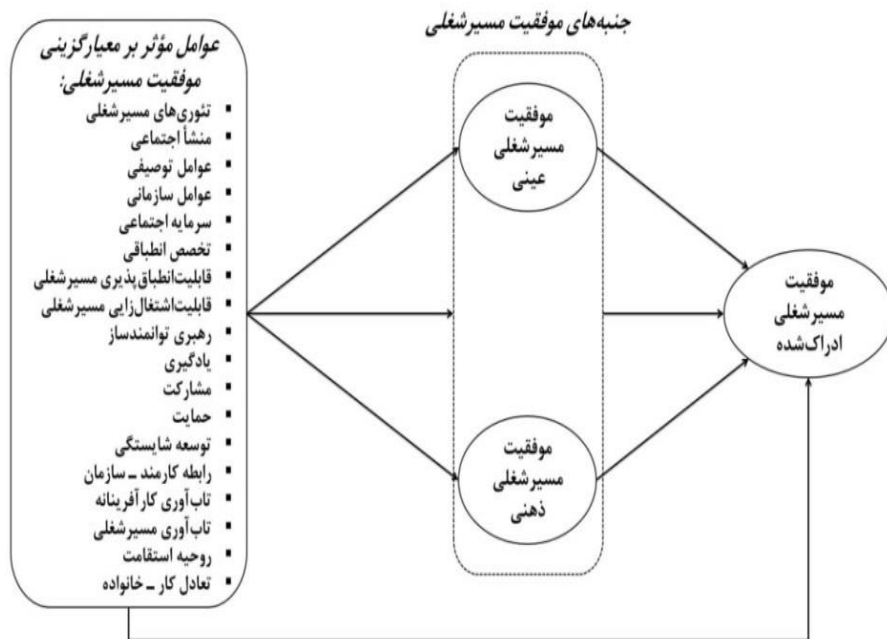 عوامل مؤثر بر معیارگزینی
موفقیت مسیرشغلی:
▪ تئوری‌های مسیرشغلی
▪ منشأ اجتماعی
▪ عوامل توصیفی
▪ عوامل سازمانی
▪ سرمایه اجتماعی
▪ تخصص انطباقی
▪ قابلیت‌انطباق‌پذیری مسیرشغلی
▪ قابلیت‌اشتغال‌زایی مسیرشغلی
▪ رهبری توانمندساز
▪ یادگیری
▪ مشارکت
▪ حمایت
▪ توسعه شایستگی
▪ رابطه کارمند ـ سازمان
▪ تاب‌آوری کارآفرینانه
▪ تاب‌آوری مسیرشغلی
▪ روحیه استقامت
▪ تعادل کار ـ خانواده
جنبه‌های موفقیت مسیرشغلی
موفقیت
مسیرشغلی
عینی
موفقیت
مسیرشغلی
ذهنی
موفقیت
مسیرشغلی
ادراک‌شده